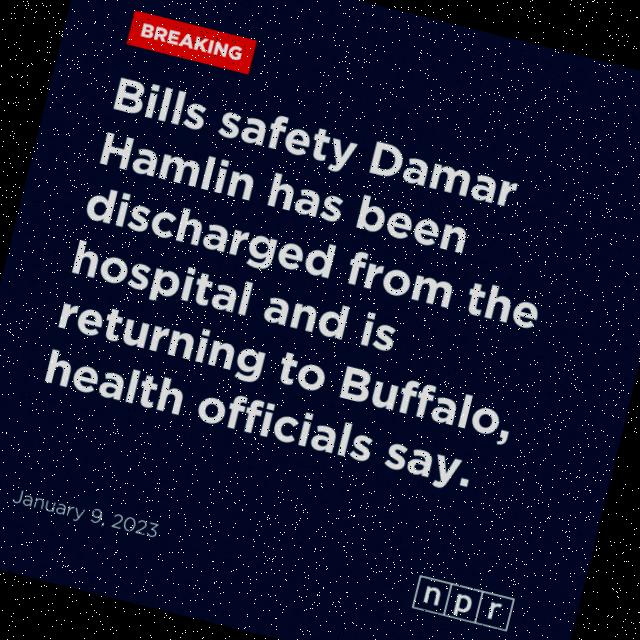 BREAKING
Bills safety Damar
Hamlin has been
discharged from the
hospital and is
returning to Buffalo,
health officials say.
January 9, 2023
npr